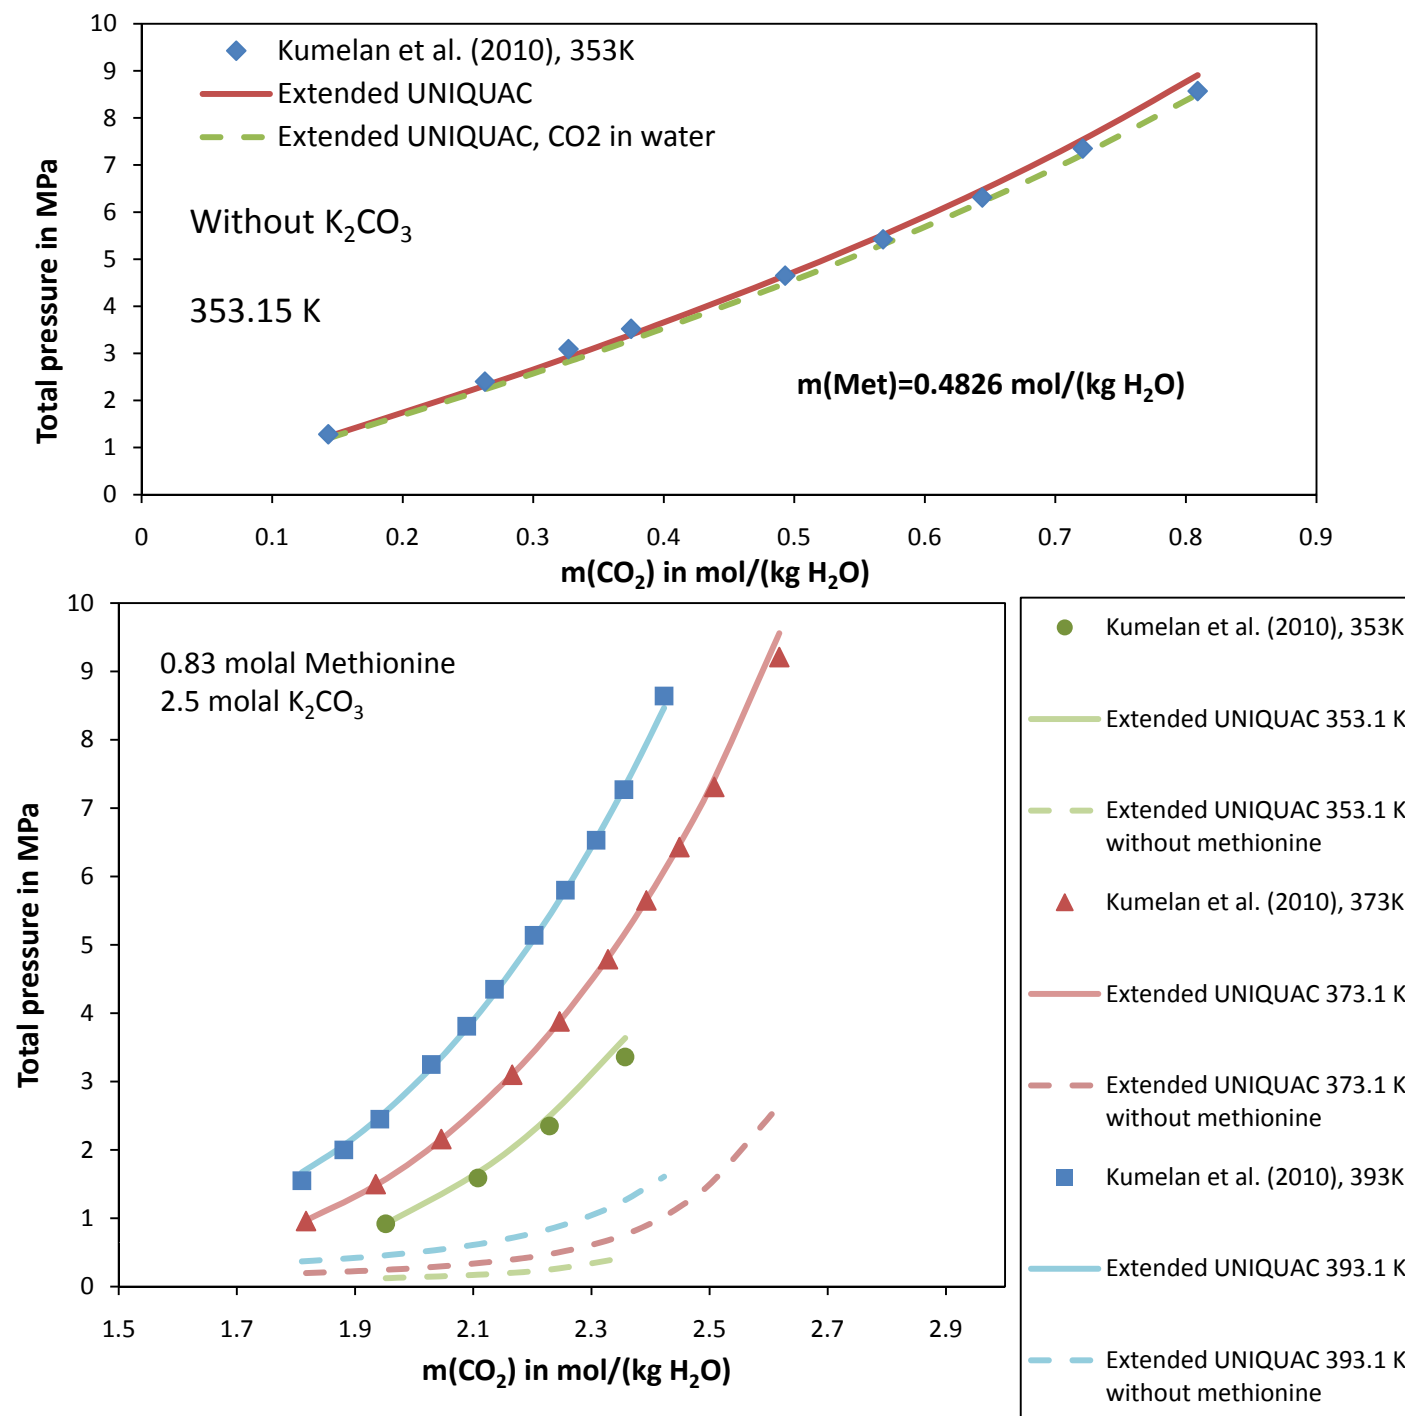 10
9
8
7
6
5
4
3
2
1
0
Total pressure in MPa
Kumelan et al. (2010), 353K
Extended UNIQUAC
Extended UNIQUAC, CO2 in water
Without K₂CO₃
353.15 K
m(Met)=0.4826 mol/(kg H₂O)
0 0.1 0.2 0.3 0.4 0.5 0.6 0.7 0.8 0.9
m(CO₂) in mol/(kg H₂O)
10
9
8
7
6
5
4
3
2
1
0
Total pressure in MPa
0.83 molal Methionine
2.5 molal K₂CO₃
1.5 1.7 1.9 2.1 2.3 2.5 2.7 2.9
m(CO₂) in mol/(kg H₂O)
Kumelan et al. (2010), 353K
Extended UNIQUAC 353.1 K
Extended UNIQUAC 353.1 K
without methionine
Kumelan et al. (2010), 373K
Extended UNIQUAC 373.1 K
Extended UNIQUAC 373.1 K
without methionine
Kumelan et al. (2010), 393K
Extended UNIQUAC 393.1 K
Extended UNIQUAC 393.1 K
without methionine